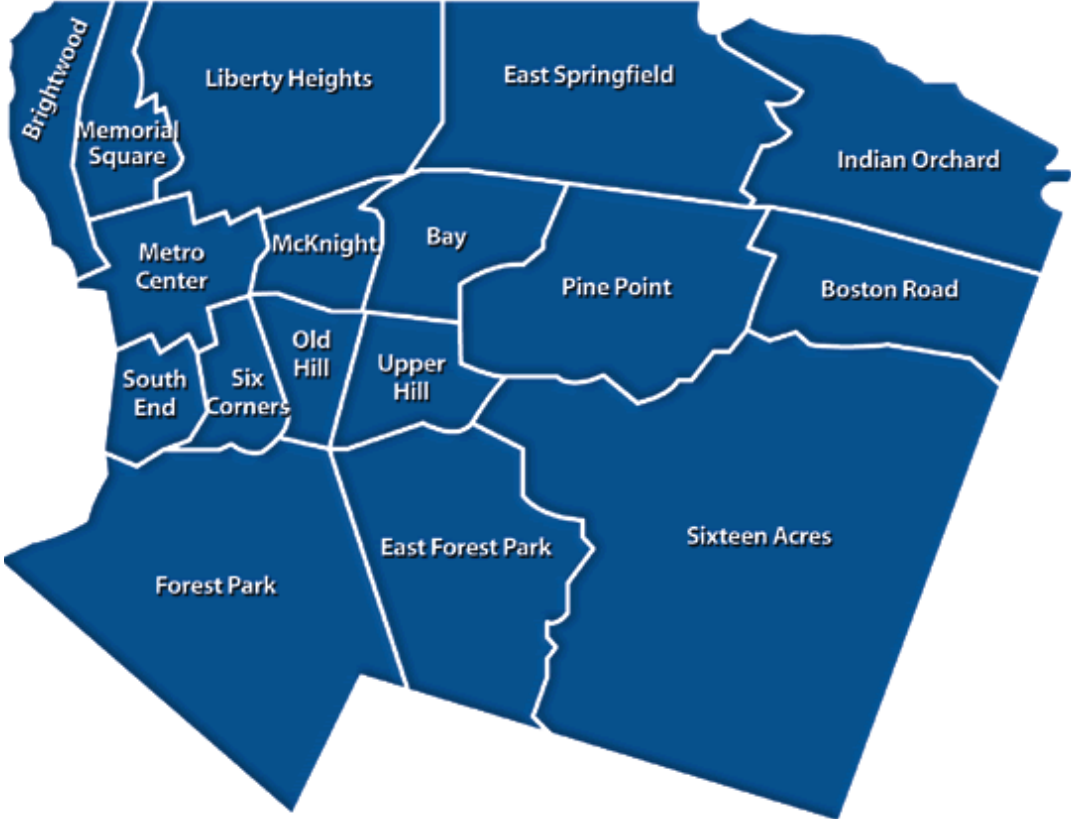 Brightwood
Liberty Heights
East Springfield
Memorial
Square
Indian Orchard
Metro
Center
McKnight
Bay
Pine Point
Boston Road
Old
Hill
Upper
Hill
South
End
Six
Corners
Sixteen Acres
East Forest Park
Forest Park